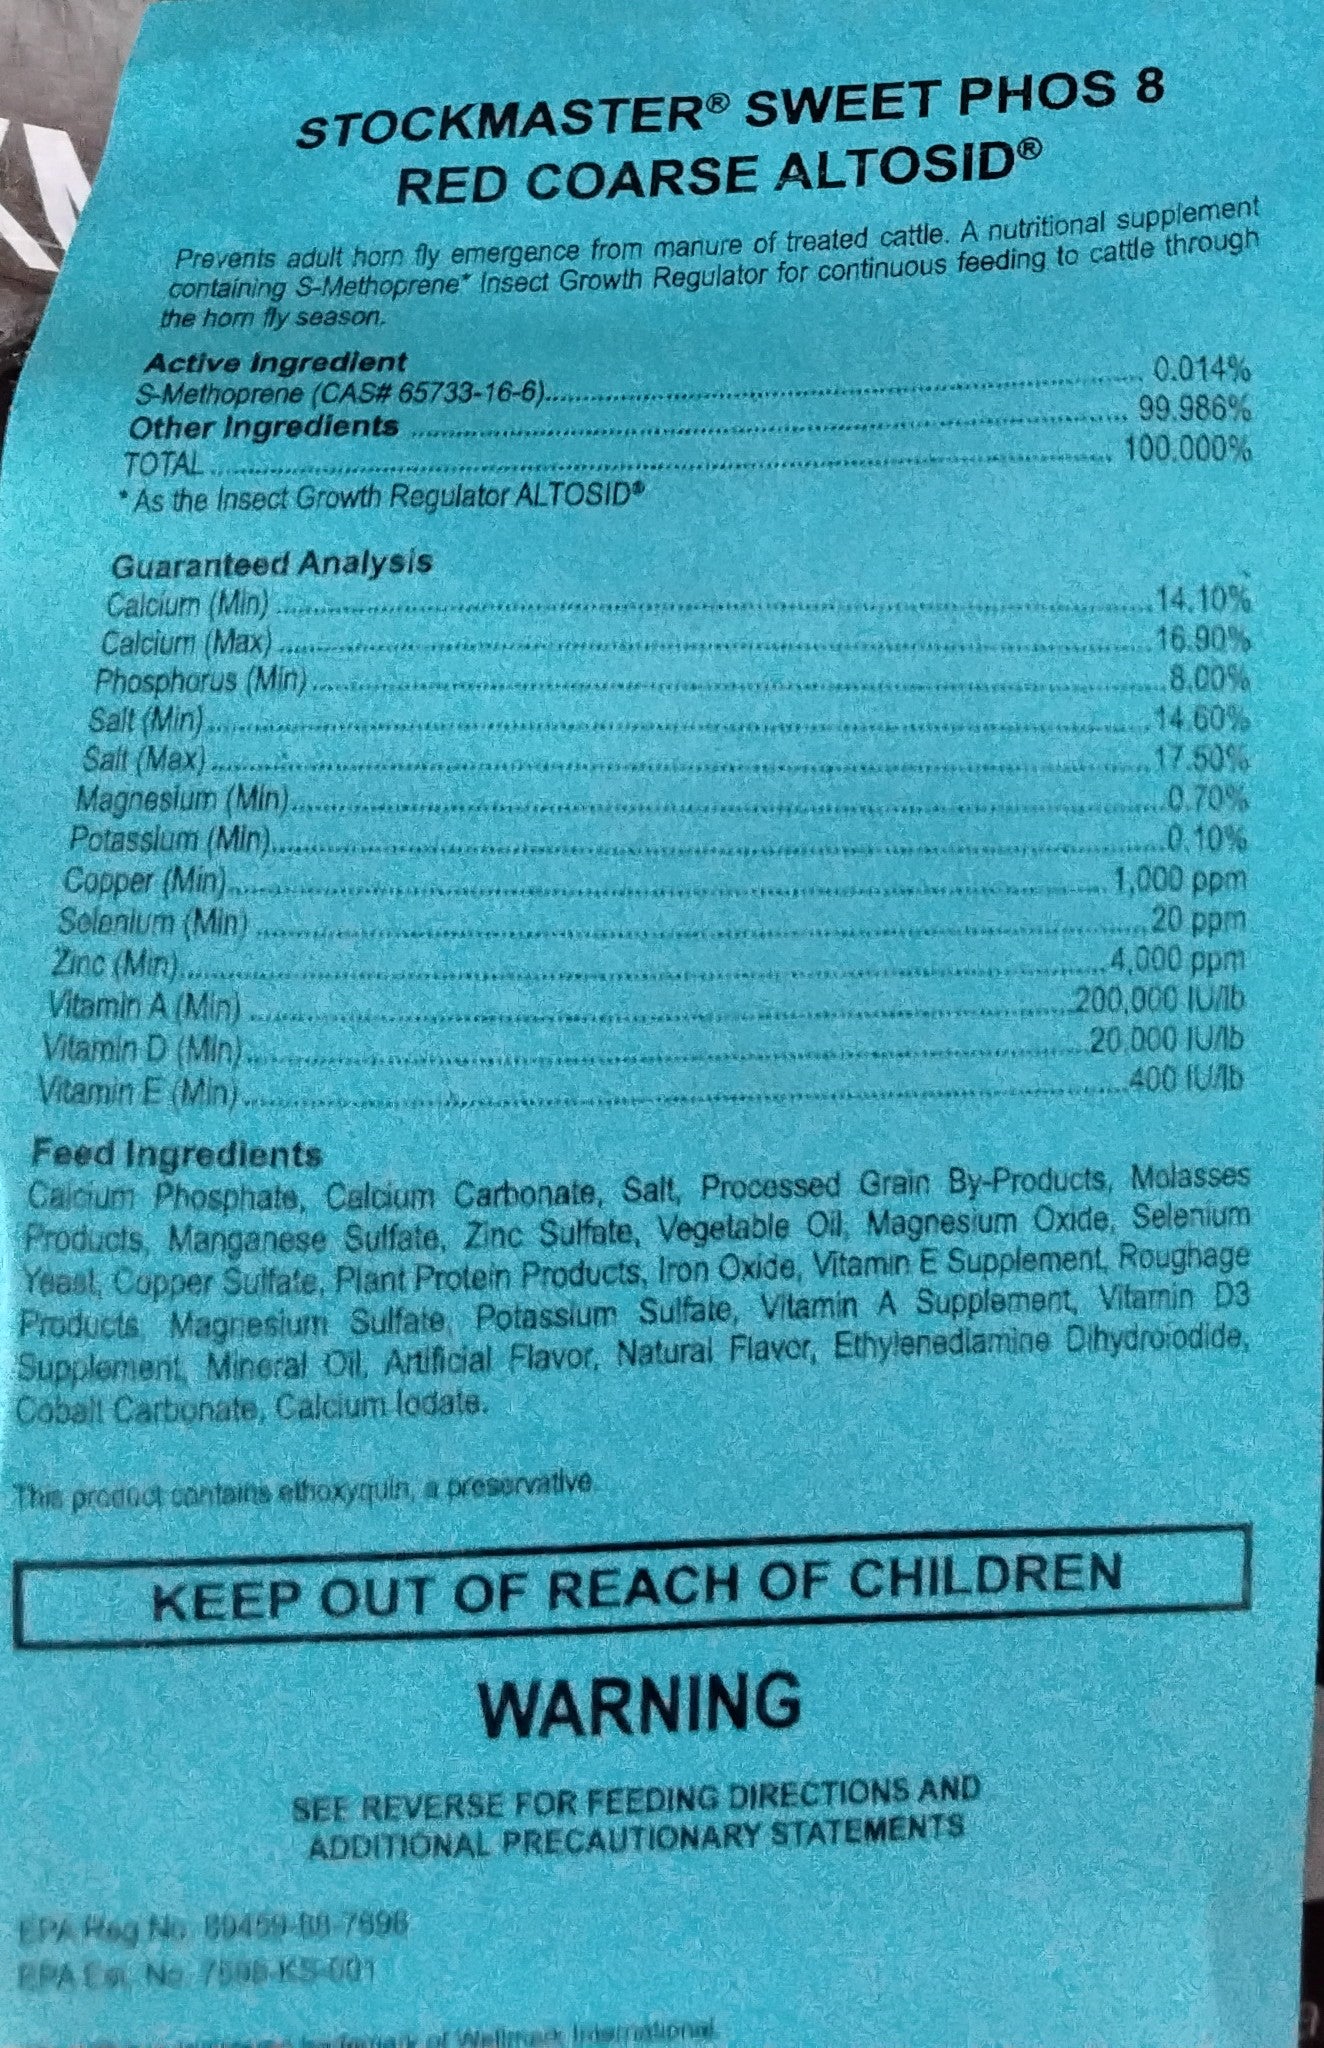 STOCKMASTER® SWEET PHOS 8
RED COARSE ALTOSID®
Prevents adult horn fly emergence from manure of treated cattle. A nutritional supplement
containing S-Methoprene* Insect Growth Regulator for continuous feeding to cattle through
the horn fly season.
Active Ingredient
S-Methoprene (CAS# 65733-16-6)........ 0.014%
Other Ingredients ........ 99.986%
TOTAL ........ 100.000%
* As the Insect Growth Regulator ALTOSID®
Guaranteed Analysis
Calcium (Min) ........ 14.10%
Calcium (Max) ........ 16.90%
Phosphorus (Min) ........ 8.00%
Salt (Min) ........ 14.60%
Salt (Max) ........ 17.50%
Magnesium (Min) ........ 0.70%
Potassium (Min) ........ 0.10%
Copper (Min) ........ 1,000 ppm
Selenium (Min) ........ 20 ppm
Zinc (Min) ........ 4,000 ppm
Vitamin A (Min) ........ 200,000 IU/lb
Vitamin D (Min) ........ 20,000 IU/lb
Vitamin E (Min) ........ 400 IU/lb
Feed Ingredients
Calcium Phosphate, Calcium Carbonate, Salt, Processed Grain By-Products, Molasses
Products, Manganese Sulfate, Zinc Sulfate, Vegetable Oil, Magnesium Oxide, Selenium
Yeast, Copper Sulfate, Plant Protein Products, Iron Oxide, Vitamin E Supplement, Roughage
Products, Magnesium Sulfate, Potassium Sulfate, Vitamin A Supplement, Vitamin D3
Supplement, Mineral Oil, Artificial Flavor, Natural Flavor, Ethylenediamine Dihydroiodide,
Cobalt Carbonate, Calcium Iodate.
This product contains ethoxyquin, a preservative.
KEEP OUT OF REACH OF CHILDREN
WARNING
SEE REVERSE FOR FEEDING DIRECTIONS AND
ADDITIONAL PRECAUTIONARY STATEMENTS
EPA Reg No.
EPA Est. No.
of Wellmark International.